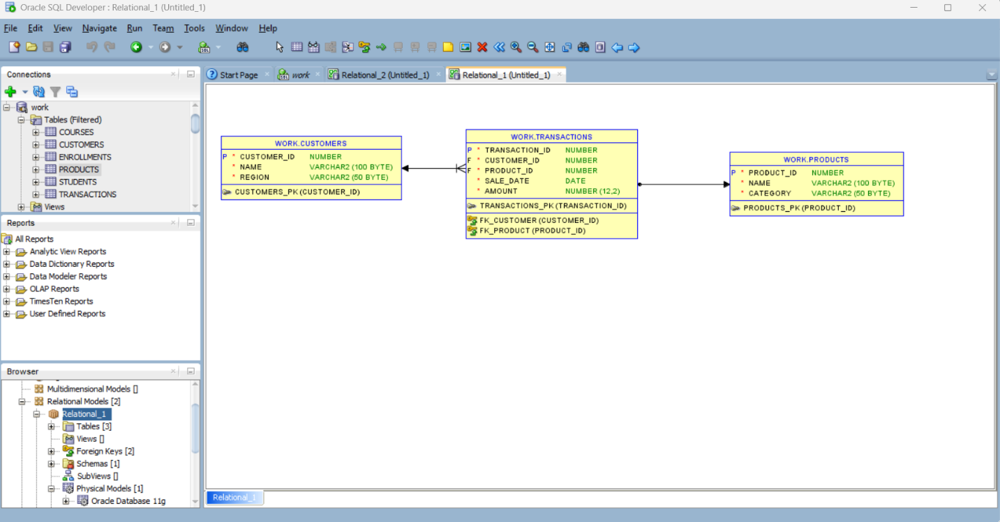 Oracle SQL Developer : Relational_1 (Untitled_1)
File Edit View Navigate Run Team Tools Window Help
Connections
work
Tables (Filtered)
COURSES
CUSTOMERS
ENROLLMENTS
PRODUCTS
STUDENTS
TRANSACTIONS
Views
Reports
All Reports
Analytic View Reports
Data Dictionary Reports
Data Modeler Reports
OLAP Reports
TimesTen Reports
User Defined Reports
Browser
Multidimensional Models []
Relational Models [2]
Relational_1
Tables [3]
Views []
Foreign Keys [2]
Schemas [1]
SubViews []
Physical Models [1]
Oracle Database 11g
Start Page work Relational_2 (Untitled_1) Relational_1 (Untitled_1)
WORK.CUSTOMERS
P * CUSTOMER_ID NUMBER
* NAME VARCHAR2 (100 BYTE)
* REGION VARCHAR2 (50 BYTE)
CUSTOMERS_PK (CUSTOMER_ID)
WORK.TRANSACTIONS
P * TRANSACTION_ID NUMBER
F * CUSTOMER_ID NUMBER
F * PRODUCT_ID NUMBER
* SALE_DATE DATE
* AMOUNT NUMBER (12,2)
TRANSACTIONS_PK (TRANSACTION_ID)
FK_CUSTOMER (CUSTOMER_ID)
FK_PRODUCT (PRODUCT_ID)
WORK.PRODUCTS
P * PRODUCT_ID NUMBER
* NAME VARCHAR2 (100 BYTE)
* CATEGORY VARCHAR2 (50 BYTE)
PRODUCTS_PK (PRODUCT_ID)
Relational_1